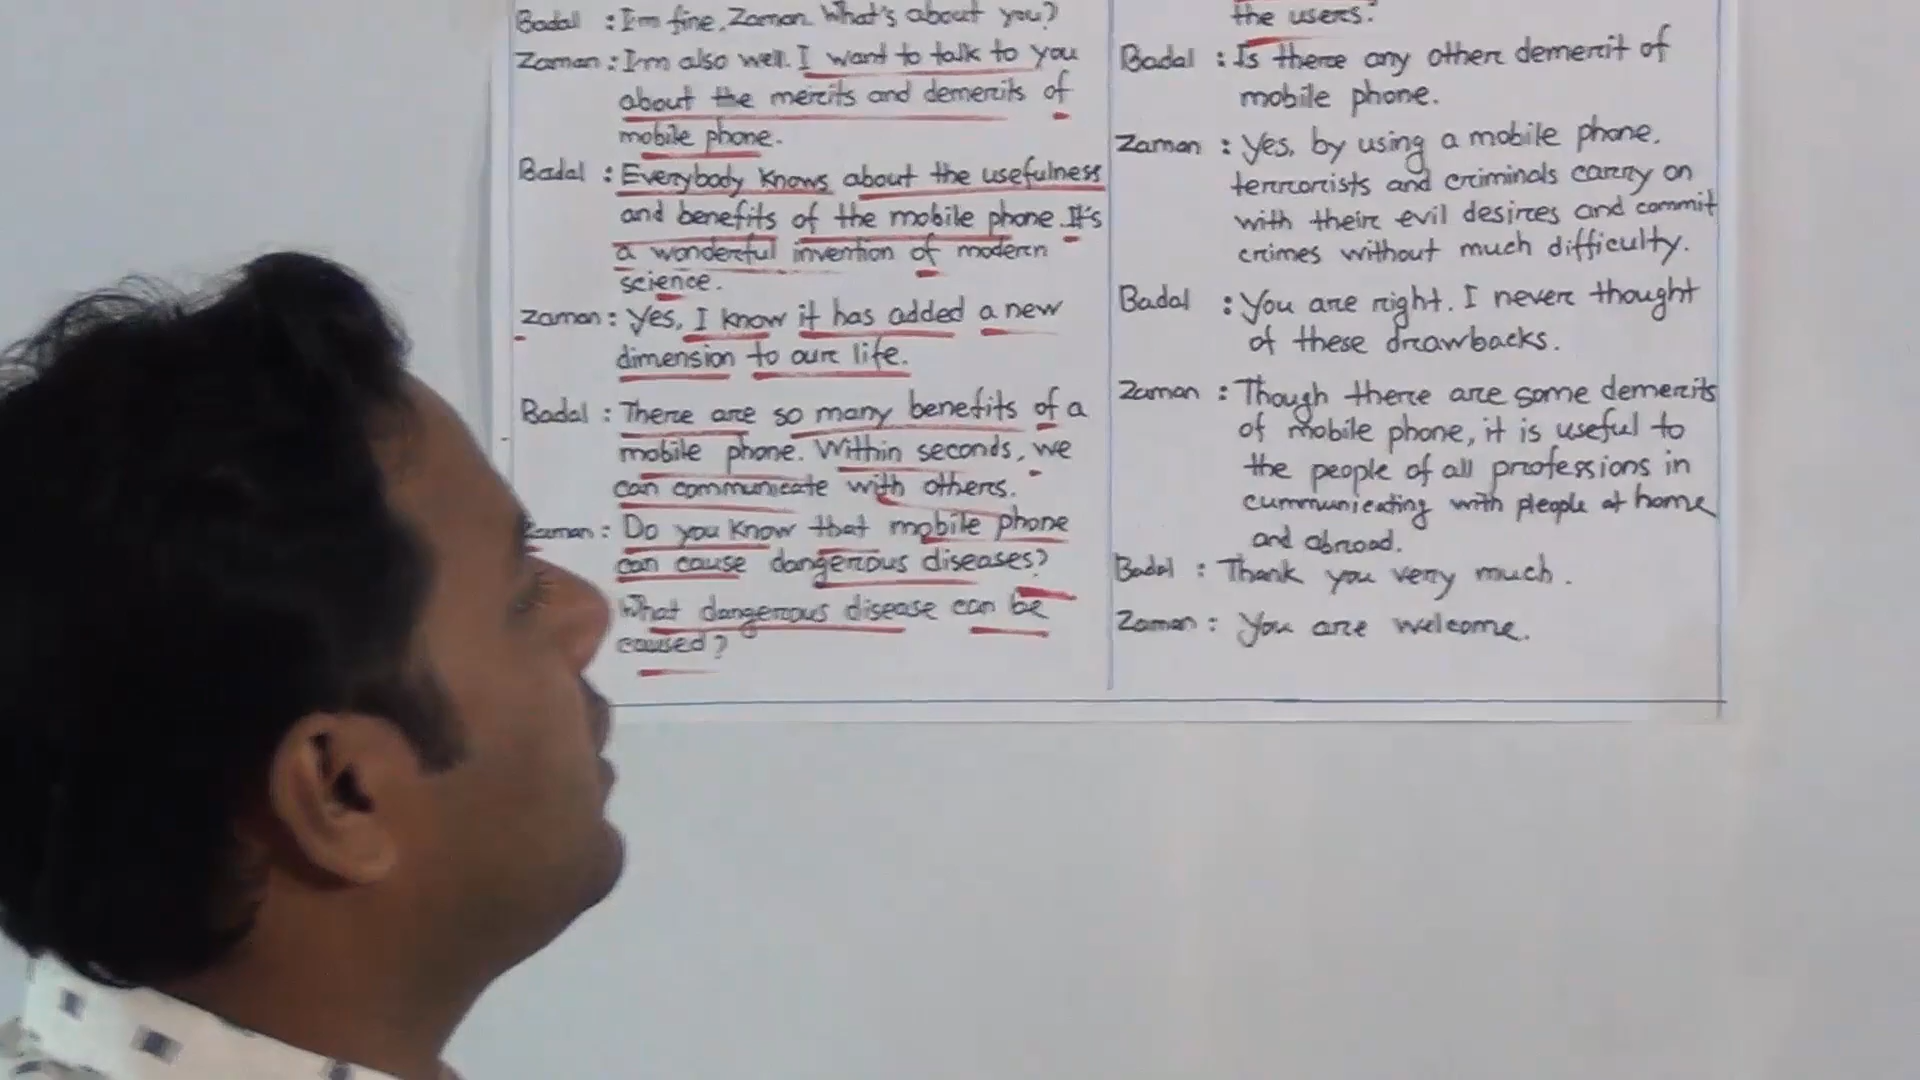 Badal : I'm fine, Zaman. What's about you?
Zaman : I'm also well. I want to talk to you
about the merits and demerits of
mobile phone.
Badal : Everybody knows about the usefulness
and benefits of the mobile phone. It's
a wonderful invention of modern
science.
Zaman : Yes, I know it has added a new
dimension to our life.
Badal : There are so many benefits of a
mobile phone. Within seconds, we
can communicate with others.
Zaman : Do you know that mobile phone
can cause dangerous diseases?
What dangerous disease can be
caused?
the users.
Badal : Is there any other demerit of
mobile phone.
Zaman : Yes, by using a mobile phone.
terrorists and criminals carry on
with their evil desires and commit
crimes without much difficulty.
Badal : You are right. I never thought
of these drawbacks.
Zaman : Though there are some demerits
of mobile phone, it is useful to
the people of all professions in
cummunicating with pleople at home
and abroad.
Badal : Thank you very much.
Zaman : You are welcome.